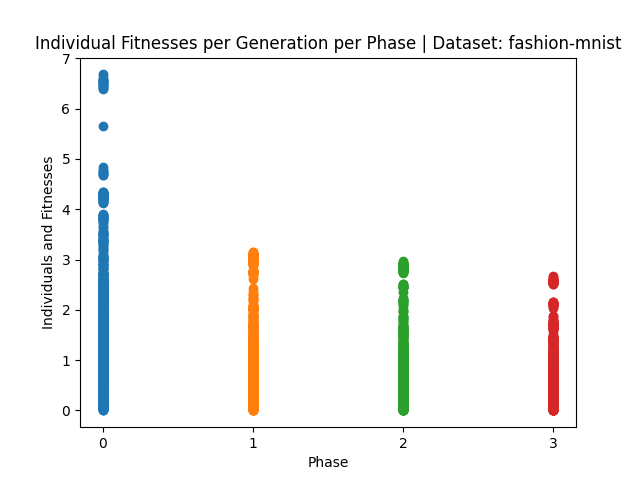 Individual Fitnesses per Generation per Phase | Dataset: fashion-mnist
Individuals and Fitnesses
7
6
5
4
3
2
1
0
0 1 2 3
Phase